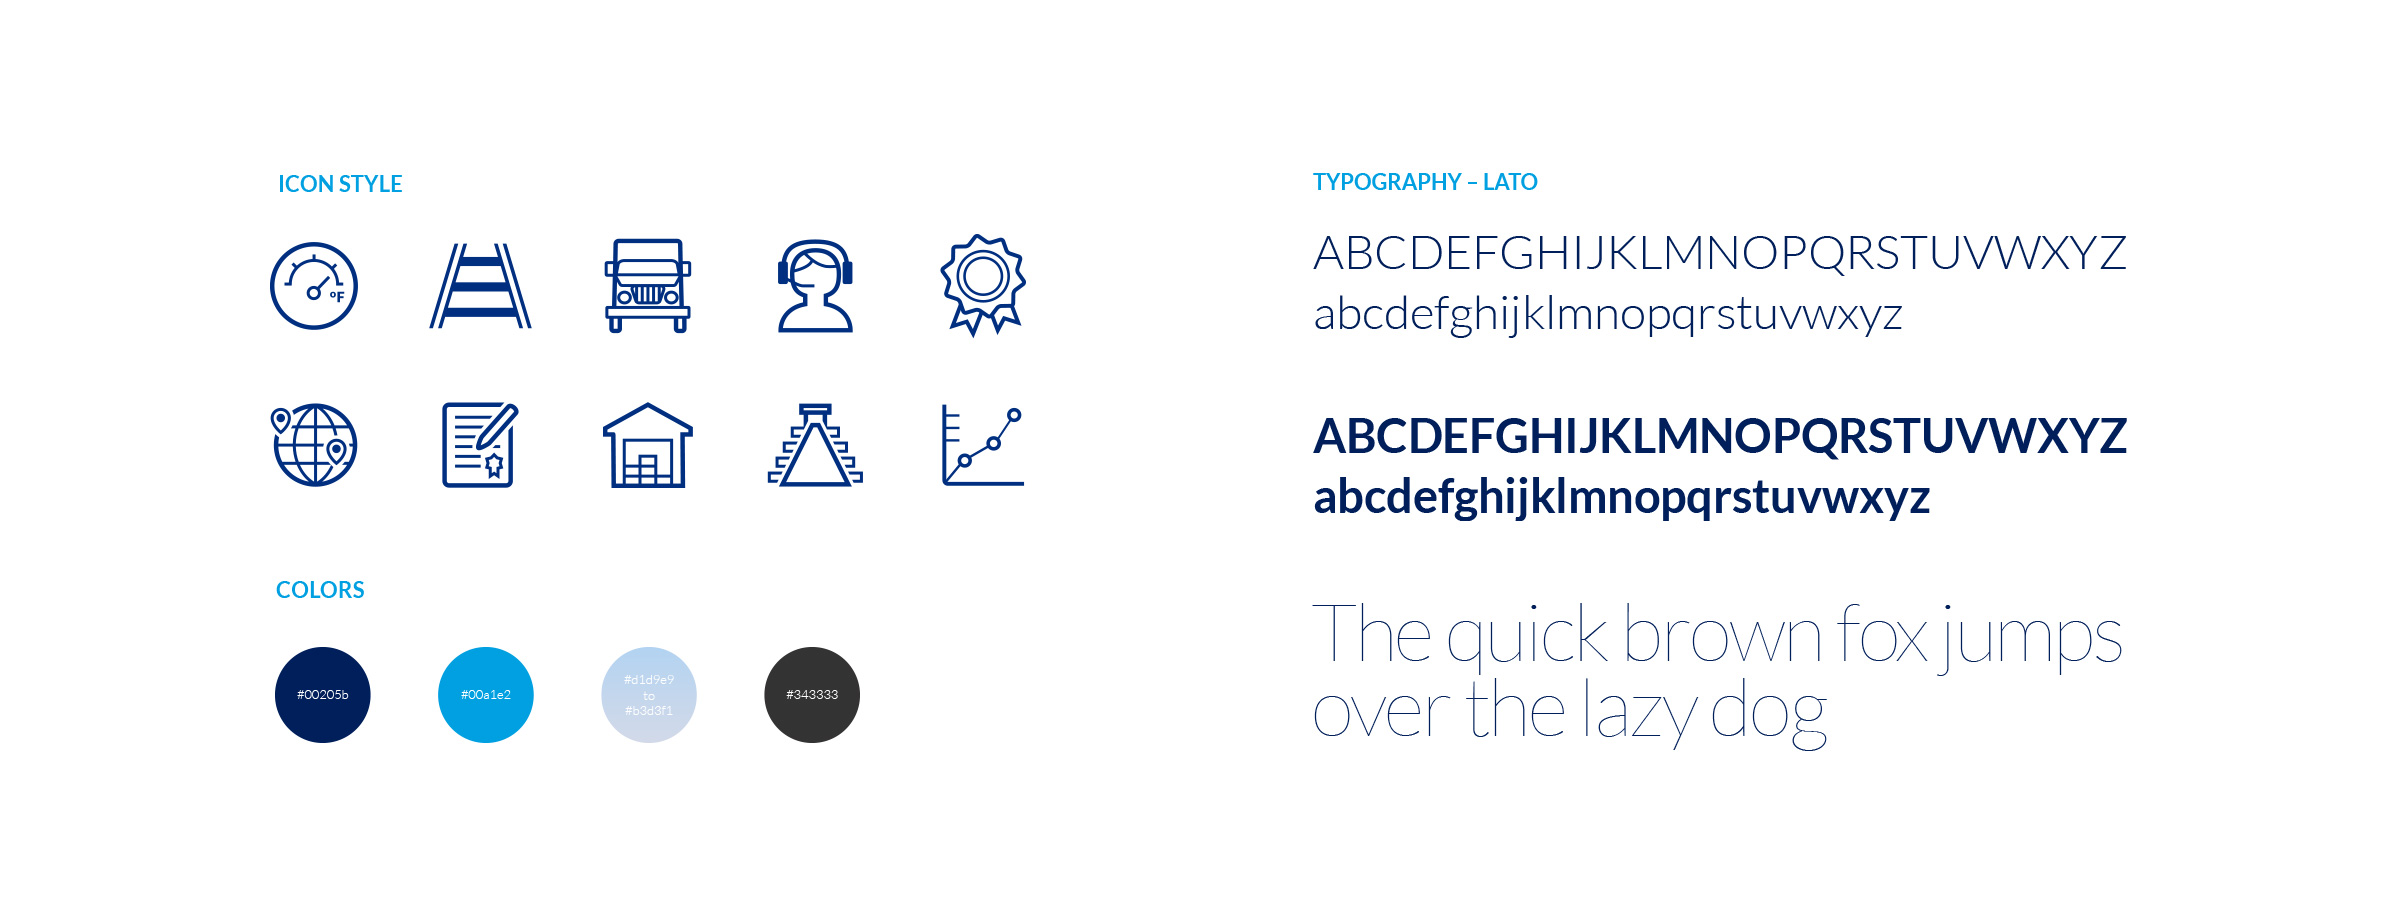 ICON STYLE
°F
COLORS
#00205b
#00a1e2
#d1d9e9
to
#b3d3f1
#343333
TYPOGRAPHY – LATO
ABCDEFGHIJKLMNOPQRSTUVWXYZ
abcdefghijklmnopqrstuvwxyz
ABCDEFGHIJKLMNOPQRSTUVWXYZ
abcdefghijklmnopqrstuvwxyz
The quick brown fox jumps
over the lazy dog